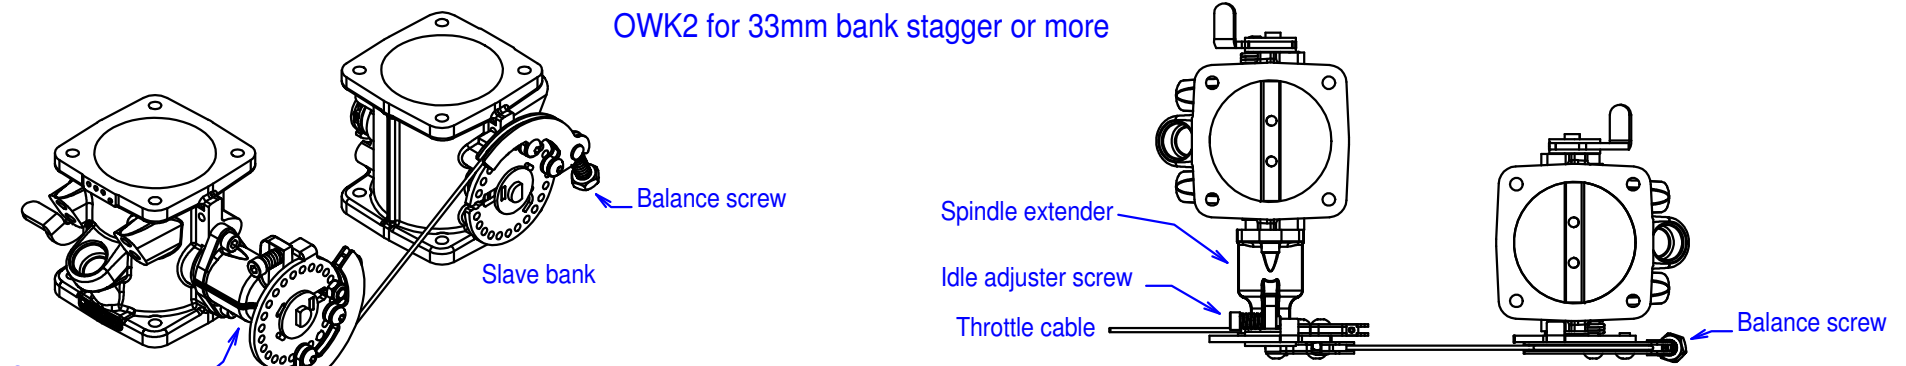 OWK2 for 33mm bank stagger or more
Balance screw
Slave bank
Spindle extender
Idle adjuster screw
Throttle cable
Balance screw